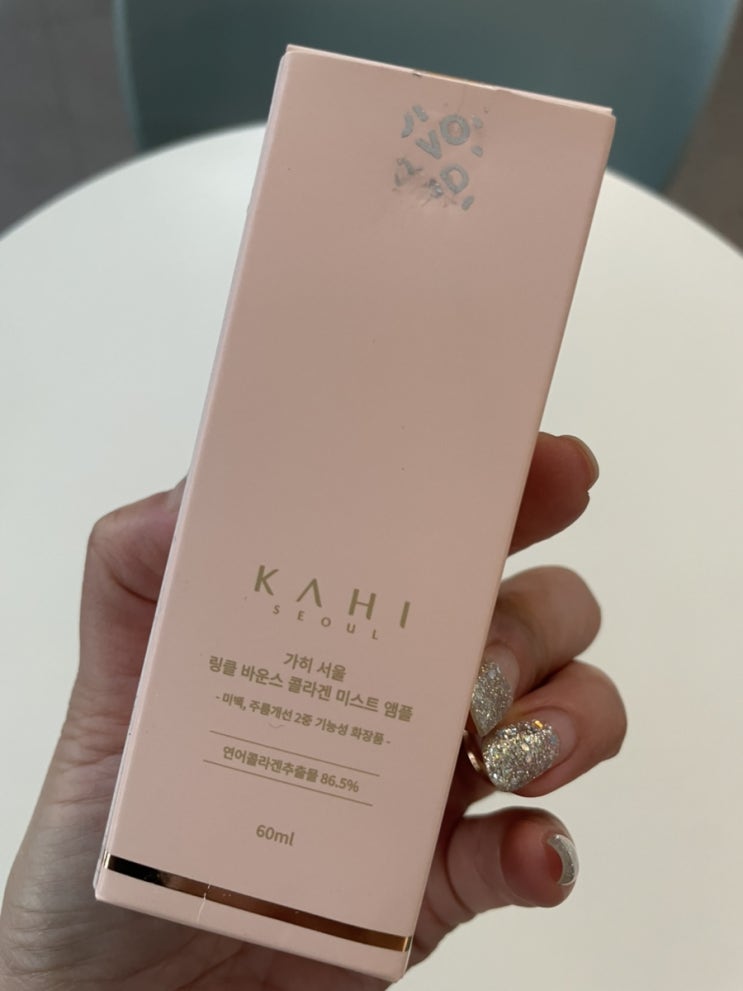 KAHI
SEOUL
가히 서울
링클 바운스 콜라겐 미스트 앰플
- 미백, 주름개선 2중 기능성 화장품 -
연어콜라겐추출물 86.5%
60ml